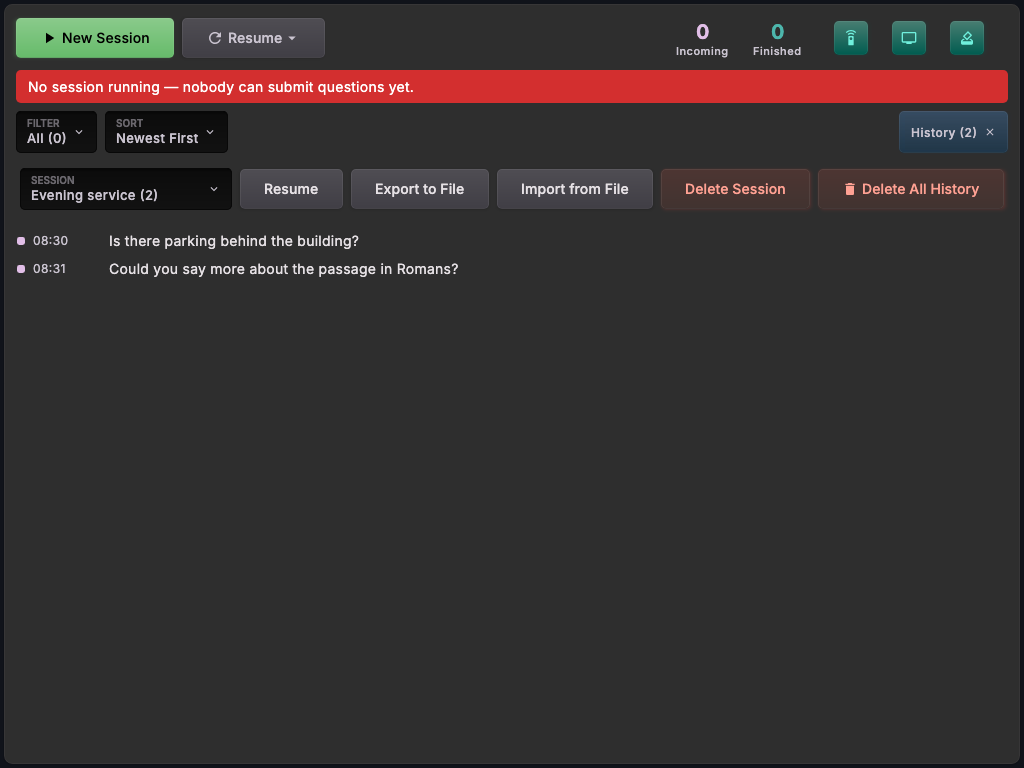 New Session
Resume
0
Incoming
0
Finished
No session running — nobody can submit questions yet.
FILTER
All (0)
SORT
Newest First
History (2) ×
SESSION
Evening service (2)
Resume
Export to File
Import from File
Delete Session
Delete All History
08:30 Is there parking behind the building?
08:31 Could you say more about the passage in Romans?